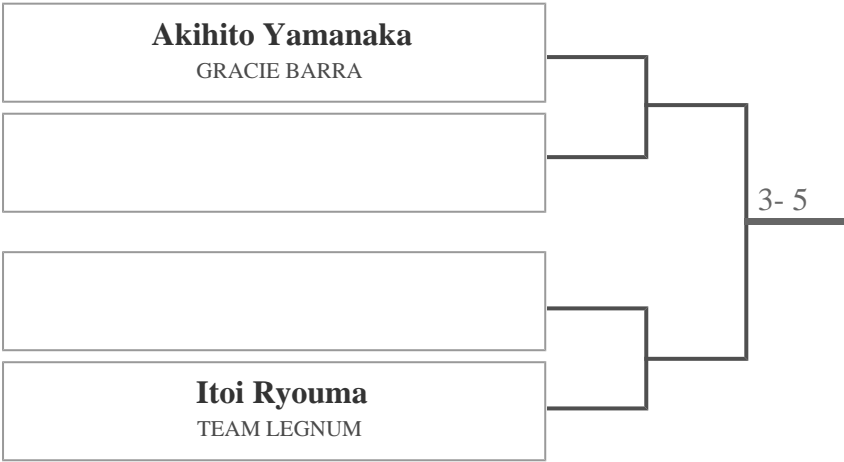 Akihito Yamanaka
GRACIE BARRA
3- 5
Itoi Ryouma
TEAM LEGNUM